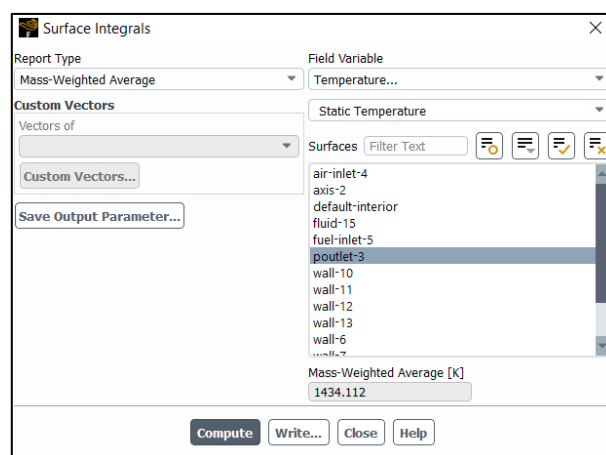 Surface Integrals
Report Type
Mass-Weighted Average
Custom Vectors
Vectors of
Custom Vectors...
Save Output Parameter...
Field Variable
Temperature...
Static Temperature
Surfaces Filter Text
air-inlet-4
axis-2
default-interior
fluid-15
fuel-inlet-5
poutlet-3
wall-10
wall-11
wall-12
wall-13
wall-6
wall-7
Mass-Weighted Average [K]
1434.112
Compute Write... Close Help